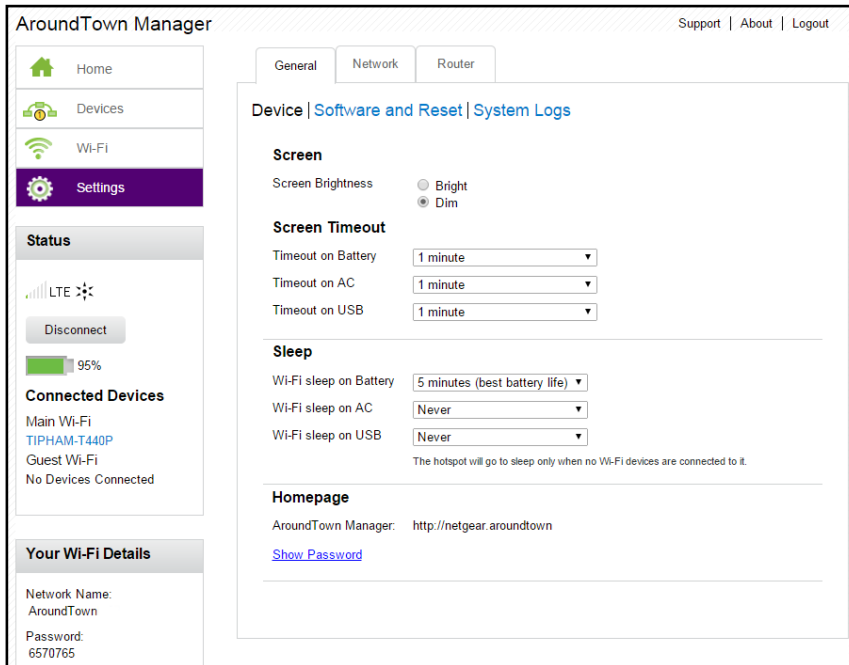 AroundTown Manager
Support | About | Logout
Home
Devices
1
Wi-Fi
Settings
Status
LTE
Disconnect
95%
Connected Devices
Main Wi-Fi
TIPHAM-T440P
Guest Wi-Fi
No Devices Connected
Your Wi-Fi Details
Network Name:
AroundTown
Password:
6570765
General
Network
Router
Device | Software and Reset | System Logs
Screen
Screen Brightness
Bright
Dim
Screen Timeout
Timeout on Battery 1 minute
Timeout on AC 1 minute
Timeout on USB 1 minute
Sleep
Wi-Fi sleep on Battery 5 minutes (best battery life)
Wi-Fi sleep on AC Never
Wi-Fi sleep on USB Never
The hotspot will go to sleep only when no Wi-Fi devices are connected to it.
Homepage
AroundTown Manager: http://netgear.aroundtown
Show Password